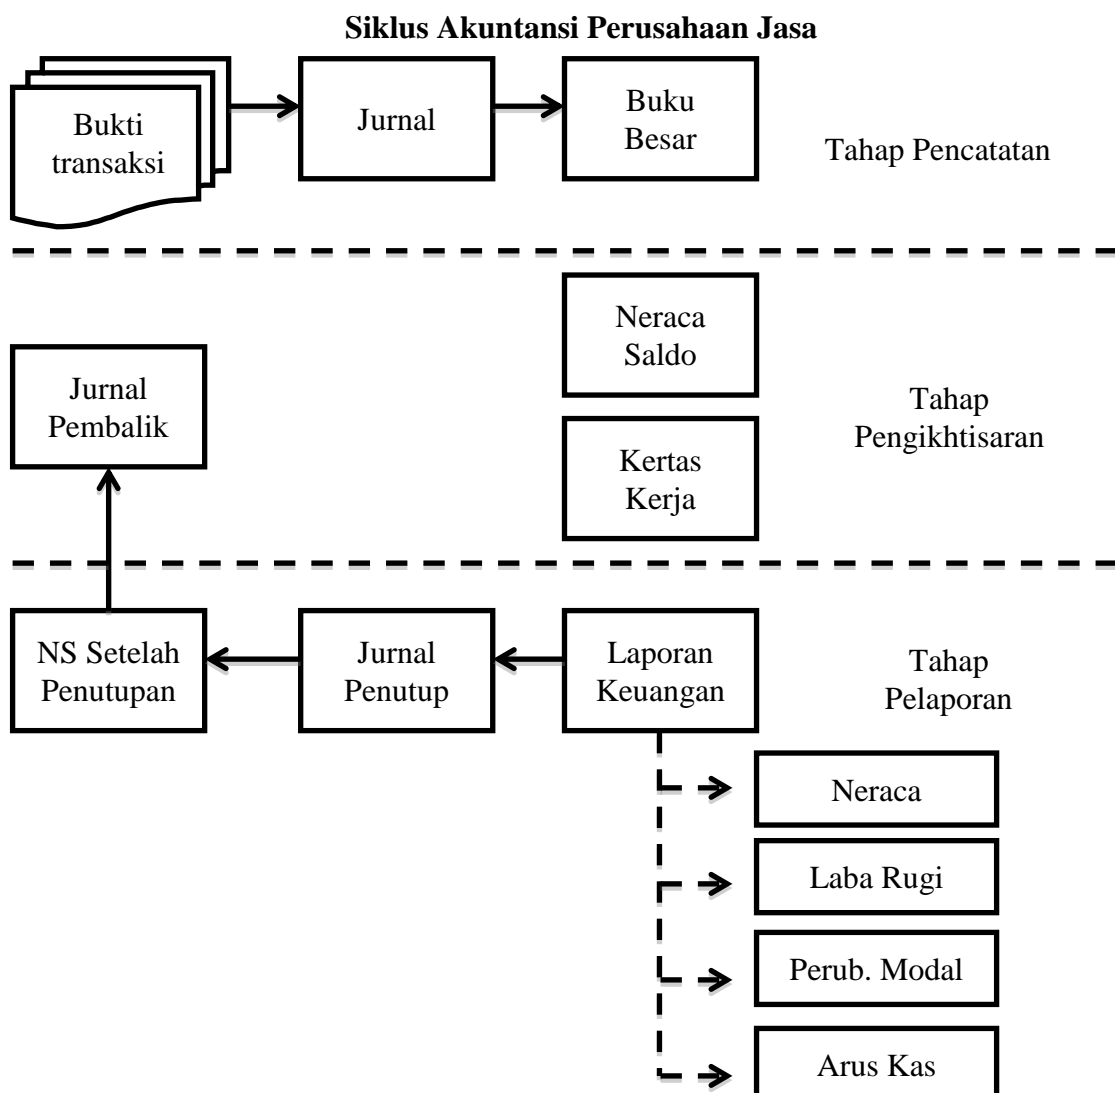 Siklus Akuntansi Perusahaan Jasa
Bukti
transaksi
Jurnal
Buku
Besar
Tahap Pencatatan
Neraca
Saldo
Jurnal
Pembalik
Kertas
Kerja
Tahap
Pengikhtisaran
NS Setelah
Penutupan
Jurnal
Penutup
Laporan
Keuangan
Tahap
Pelaporan
Neraca
Laba Rugi
Perub. Modal
Arus Kas